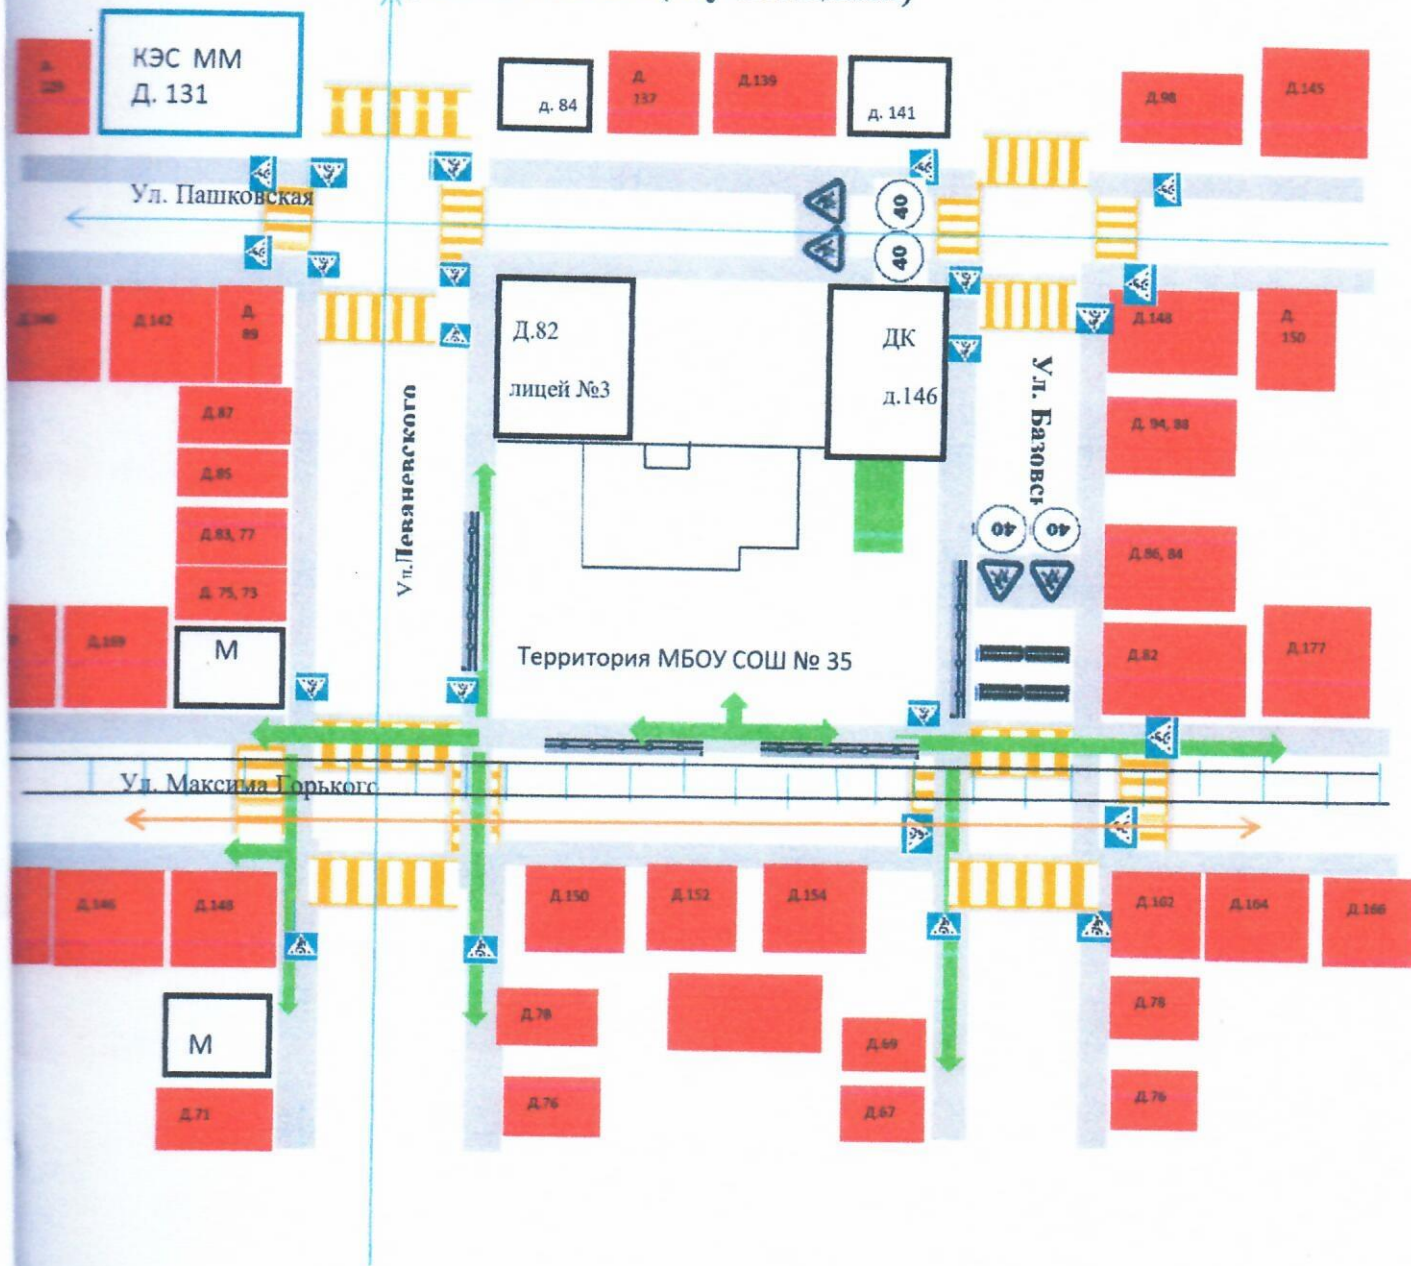 КЭС ММ
Д. 131
д. 84
Д.
137
Д.139
д. 141
Д.98
Д.145
Ул. Пашковская
40
40
Д.142
Д.
89
Д.82
лицей №3
ДК
д.146
Д.148
Д.
150
Д.87
Д.85
Д.83, 77
Д. 75, 73
Ул.Леваневского
Ул. Базовск
Д. 94, 88
40
40
Д.86, 84
Д.169
М
Территория МБОУ СОШ № 35
Д.82
Д.177
Ул. Максима Горького
Д.146
Д.148
Д.150
Д.152
Д.154
Д.162
Д.164
Д.166
М
Д.71
Д.78
Д.76
Д.69
Д.67
Д.78
Д.76